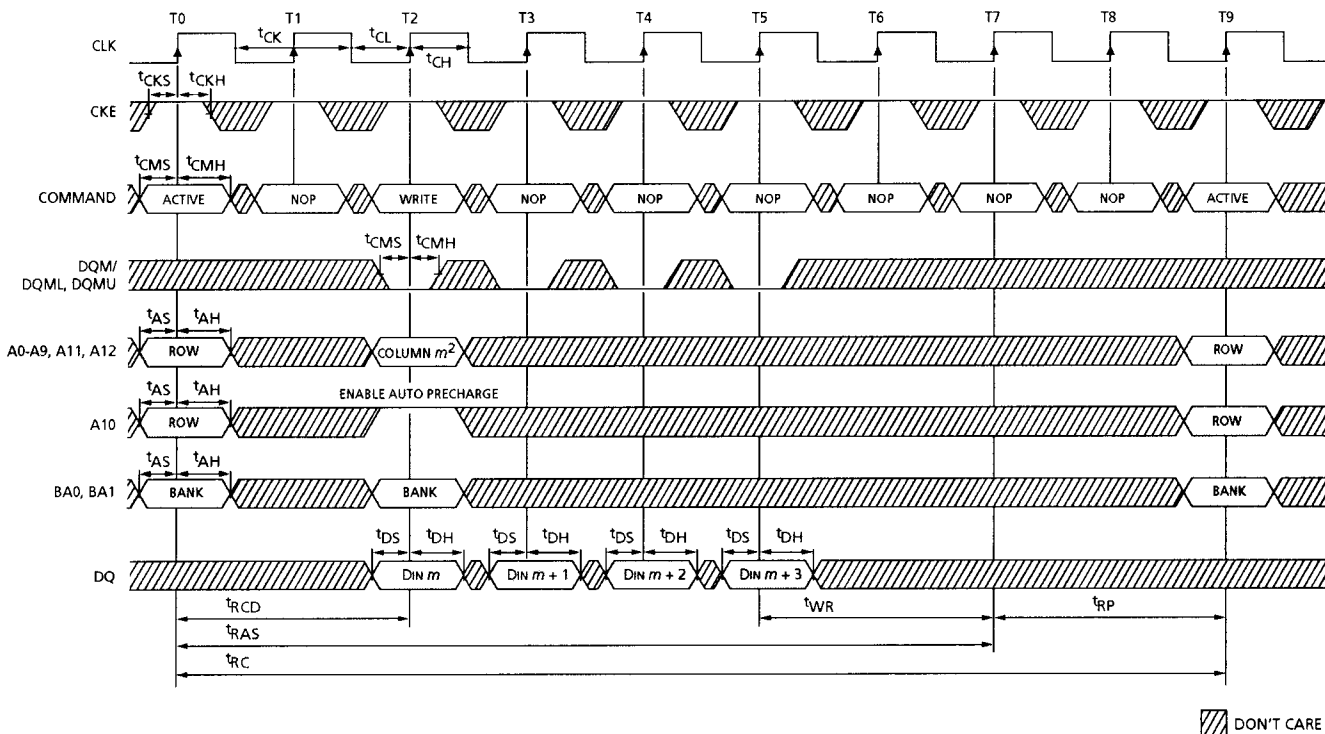 T0 T1 T2 T3 T4 T5 T6 T7 T8 T9
CLK
tCK tCL
tCH
tCKS tCKH
CKE
tCMS tCMH
COMMAND ACTIVE NOP WRITE NOP NOP NOP NOP NOP NOP ACTIVE
tCMS tCMH
DQM/
DQML, DQMU
tAS tAH
A0-A9, A11, A12 ROW COLUMN m² ROW
tAS tAH ENABLE AUTO PRECHARGE
A10 ROW ROW
tAS tAH
BA0, BA1 BANK BANK BANK
tDS tDH tDS tDH tDS tDH tDS tDH
DQ DIN m DIN m + 1 DIN m + 2 DIN m + 3
tRCD tWR tRP
tRAS
tRC
DON'T CARE